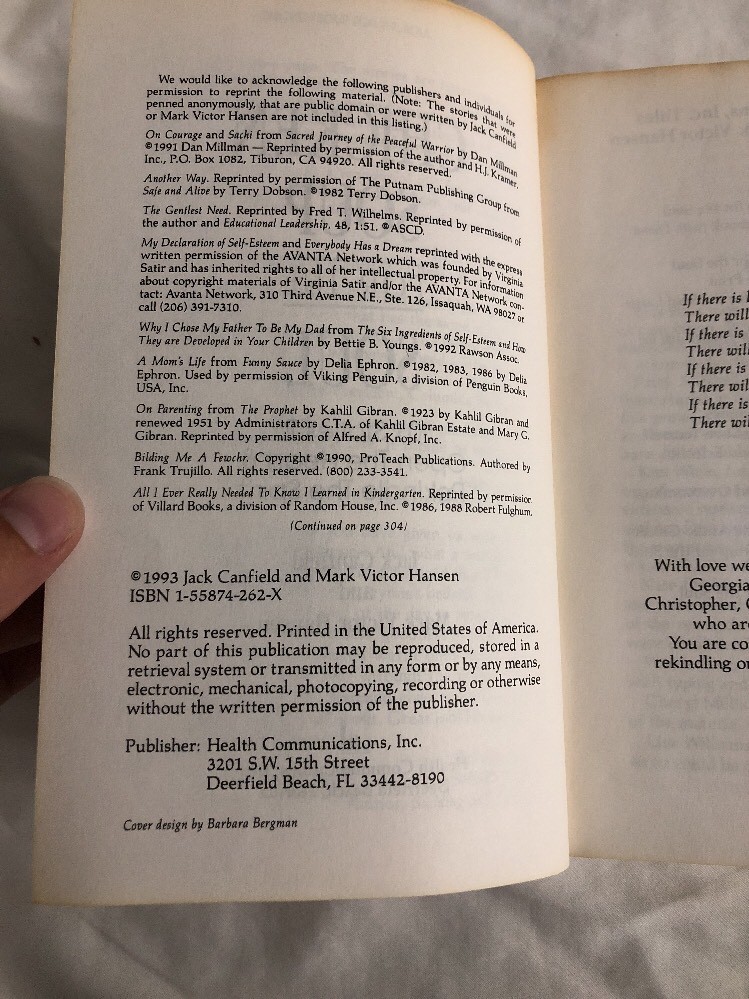 We would like to acknowledge the following publishers and individuals for
permission to reprint the following material. (Note: The stories that were
penned anonymously, that are public domain or were written by Jack Canfield
or Mark Victor Hansen are not included in this listing.)
On Courage and Sachi from Sacred Journey of the Peaceful Warrior by Dan Millman
©1991 Dan Millman — Reprinted by permission of the author and H.J. Kramer,
Inc., P.O. Box 1082, Tiburon, CA 94920. All rights reserved.
Another Way. Reprinted by permission of The Putnam Publishing Group from
Safe and Alive by Terry Dobson. ©1982 Terry Dobson.
The Gentlest Need. Reprinted by Fred T. Wilhelms. Reprinted by permission of
the author and Educational Leadership, 48, 1:51. ©ASCD.
My Declaration of Self-Esteem and Everybody Has a Dream reprinted with the express
written permission of the AVANTA Network which was founded by Virginia
Satir and has inherited rights to all of her intellectual property. For information
about copyright materials of Virginia Satir and/or the AVANTA Network con-
tact: Avanta Network, 310 Third Avenue N.E., Ste. 126, Issaquah, WA 98027 or
call (206) 391-7310.
Why I Chose My Father To Be My Dad from The Six Ingredients of Self-Esteem and How
They are Developed in Your Children by Bettie B. Youngs. ©1992 Rawson Assoc.
A Mom's Life from Funny Sauce by Delia Ephron. ©1982, 1983, 1986 by Delia
Ephron. Used by permission of Viking Penguin, a division of Penguin Books,
USA, Inc.
On Parenting from The Prophet by Kahlil Gibran. ©1923 by Kahlil Gibran and
renewed 1951 by Administrators C.T.A. of Kahlil Gibran Estate and Mary G.
Gibran. Reprinted by permission of Alfred A. Knopf, Inc.
Bilding Me A Fewchr. Copyright ©1990, ProTeach Publications. Authored by
Frank Trujillo. All rights reserved. (800) 233-3541.
All I Ever Really Needed To Know I Learned in Kindergarten. Reprinted by permission
of Villard Books, a division of Random House, Inc. ©1986, 1988 Robert Fulghum.
(Continued on page 304)
©1993 Jack Canfield and Mark Victor Hansen
ISBN 1-55874-262-X
All rights reserved. Printed in the United States of America.
No part of this publication may be reproduced, stored in a
retrieval system or transmitted in any form or by any means,
electronic, mechanical, photocopying, recording or otherwise
without the written permission of the publisher.
Publisher: Health Communications, Inc.
3201 S.W. 15th Street
Deerfield Beach, FL 33442-8190
Cover design by Barbara Bergman
If there is
There will
If there is
There will
If there is
There will
If there is
There wil
With love we
Georgia
Christopher,
who are
You are co
rekindling